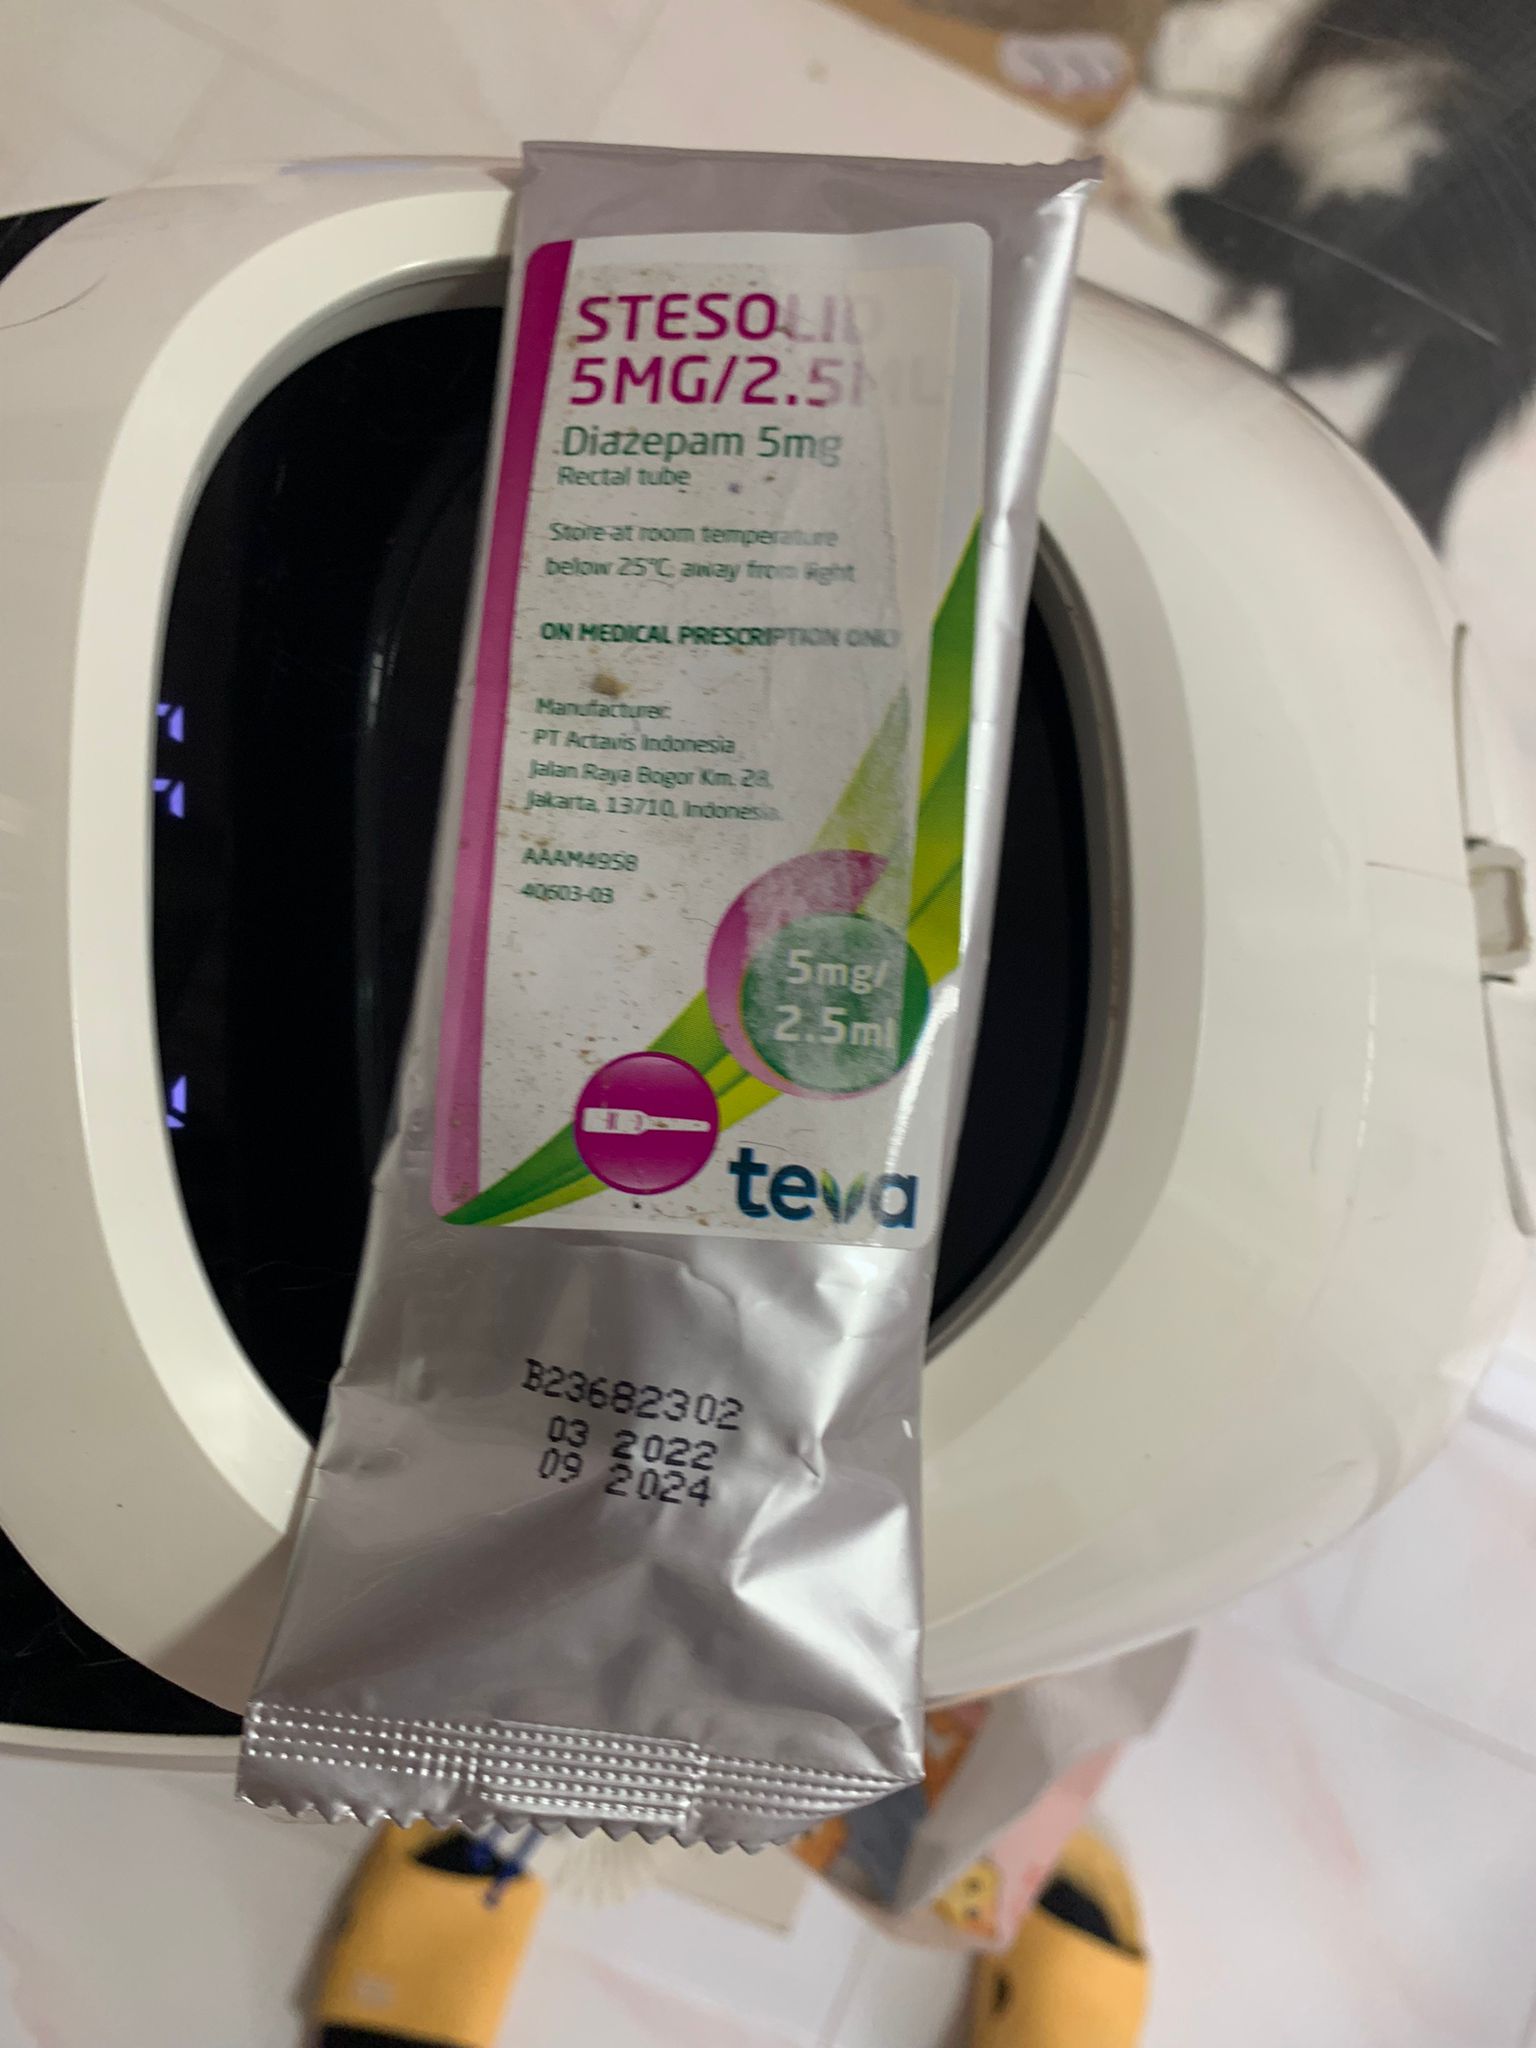 STESOLID
5MG/2.5ML
Diazepam 5mg
Rectal tube
Store at room temperature
below 25°C, away from light
ON MEDICAL PRESCRIPTION ONLY
Manufacturer:
PT Actavis Indonesia
Jalan Raya Bogor Km. 28,
Jakarta, 13710, Indonesia.
AAAM4958
40603-03
5mg/
2.5ml
teva
B23682302
03 2022
09 2024